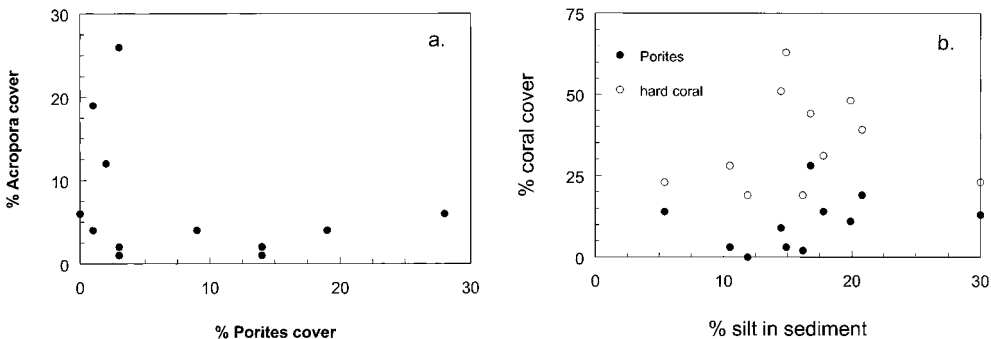 30
20
10
0
% Acropora cover
a.
0 10 20 30
% Porites cover
75
50
25
0
% coral cover
b.
Porites
hard coral
0 10 20 30
% silt in sediment